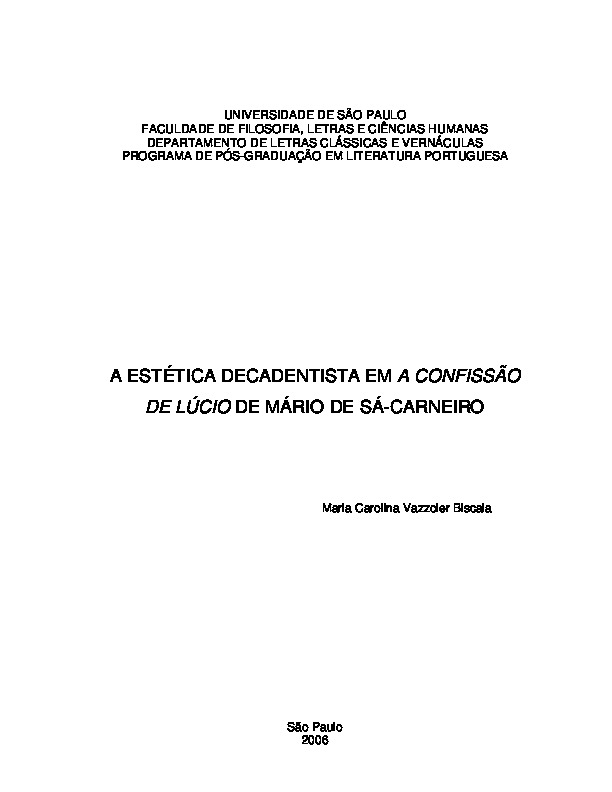 UNIVERSIDADE DE SÃO PAULO
FACULDADE DE FILOSOFIA, LETRAS E CIÊNCIAS HUMANAS
DEPARTAMENTO DE LETRAS CLÁSSICAS E VERNÁCULAS
PROGRAMA DE PÓS-GRADUAÇÃO EM LITERATURA PORTUGUESA
A ESTÉTICA DECADENTISTA EM A CONFISSÃO
DE LÚCIO DE MÁRIO DE SÁ-CARNEIRO
Maria Carolina Vazzoler Biscaia
São Paulo
2006